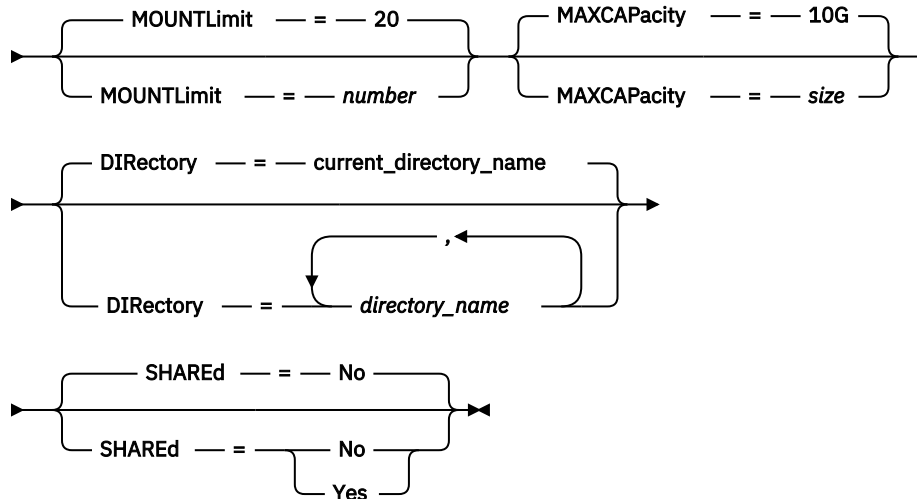 MOUNTLimit = 20 MAXCAPacity = 10G
MOUNTLimit = number MAXCAPacity = size
DIRectory = current_directory_name
,
DIRectory = directory_name
SHAREd = No
SHAREd = No
Yes